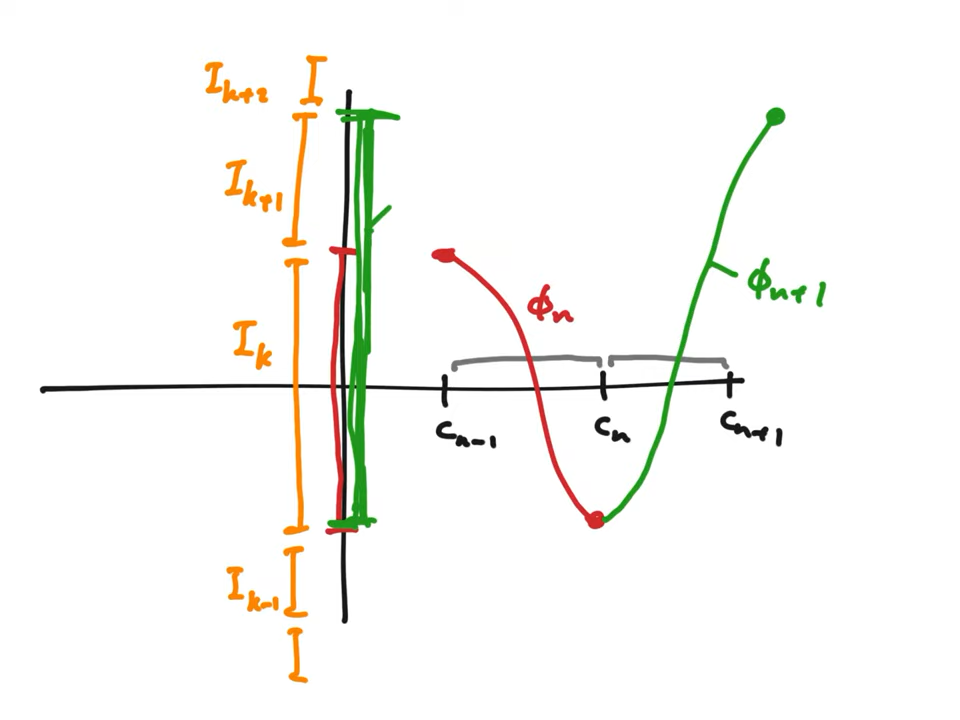 I_{k+2}
I_{k+1}
ϕ_n
ϕ_{n+1}
I_k
c_{n-1}
c_n
c_{n+1}
I_{k-1}